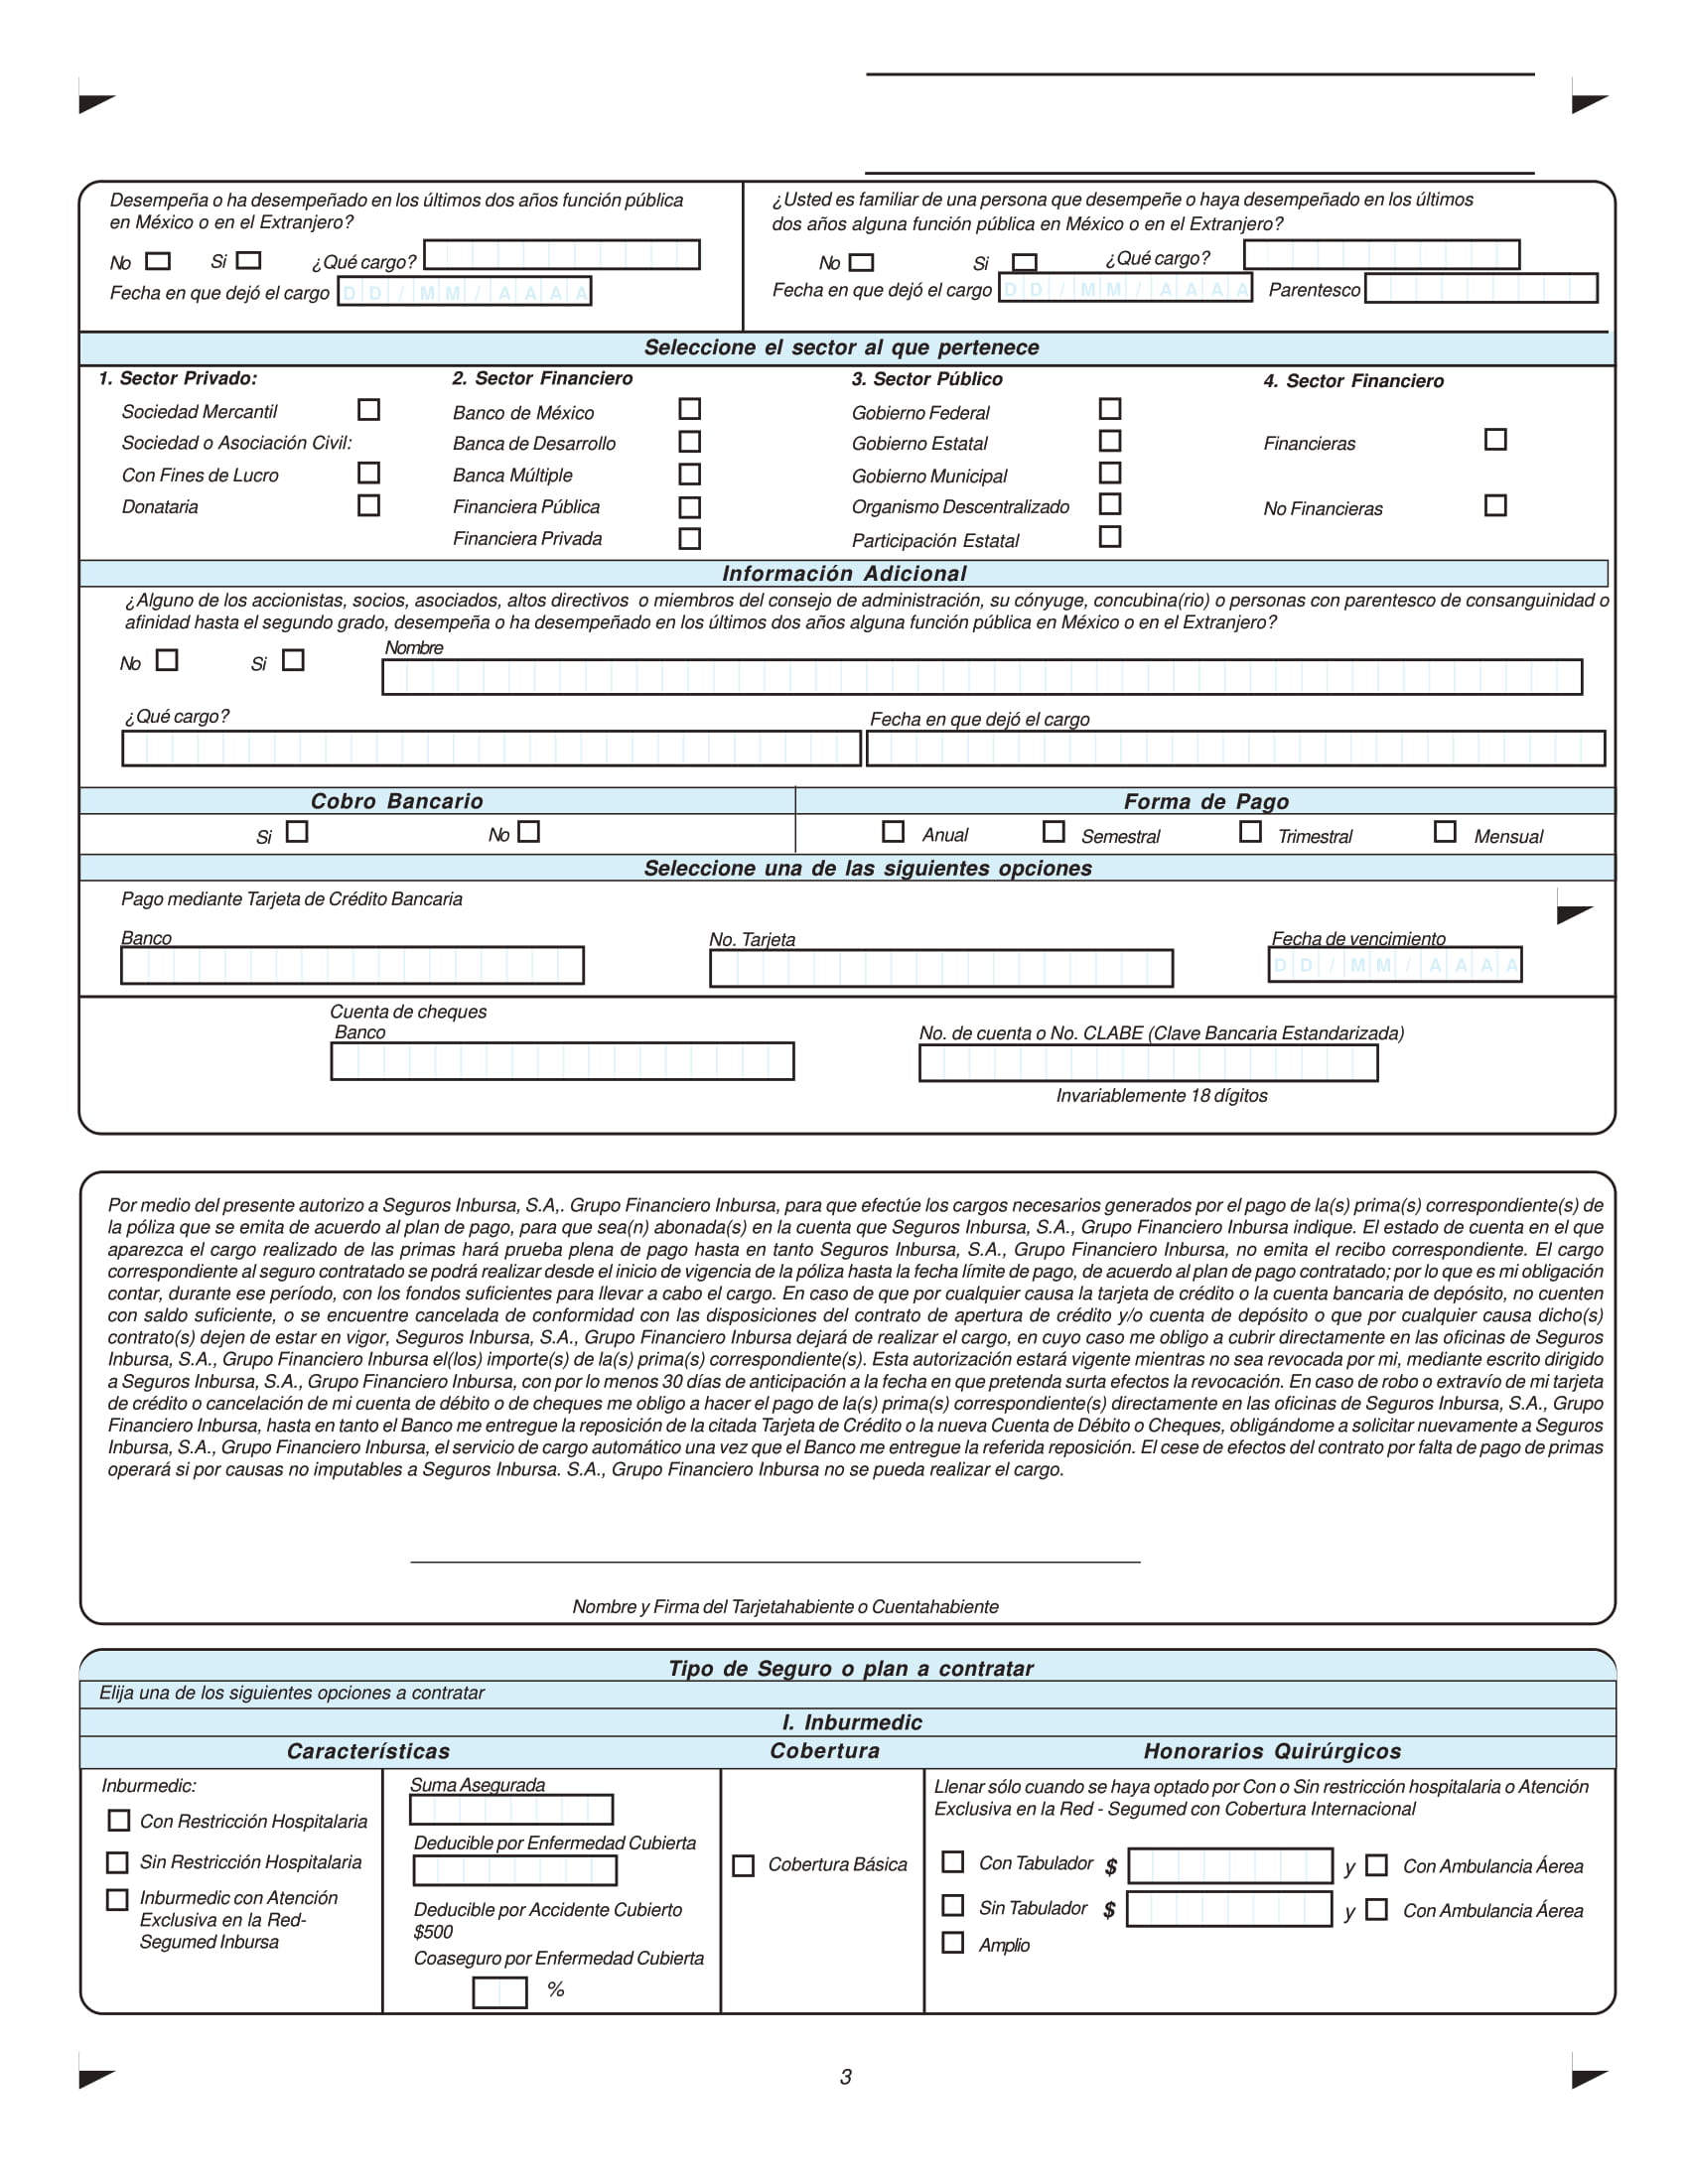 Desempeña o ha desempeñado en los últimos dos años función pública
en México o en el Extranjero?
No Si ¿Qué cargo?
Fecha en que dejó el cargo DD/MM/AAAA
¿Usted es familiar de una persona que desempeñe o haya desempeñado en los últimos
dos años alguna función pública en México o en el Extranjero?
No Si ¿Qué cargo?
Fecha en que dejó el cargo DD/MM/AAAA Parentesco
Seleccione el sector al que pertenece
1. Sector Privado:
Sociedad Mercantil
Sociedad o Asociación Civil:
Con Fines de Lucro
Donataria
2. Sector Financiero
Banco de México
Banca de Desarrollo
Banca Múltiple
Financiera Pública
Financiera Privada
3. Sector Público
Gobierno Federal
Gobierno Estatal
Gobierno Municipal
Organismo Descentralizado
Participación Estatal
4. Sector Financiero
Financieras
No Financieras
Información Adicional
¿Alguno de los accionistas, socios, asociados, altos directivos o miembros del consejo de administración, su cónyuge, concubina(rio) o personas con parentesco de consanguinidad o
afinidad hasta el segundo grado, desempeña o ha desempeñado en los últimos dos años alguna función pública en México o en el Extranjero?
No Si Nombre
¿Qué cargo? Fecha en que dejó el cargo
Cobro Bancario Forma de Pago
Si No Anual Semestral Trimestral Mensual
Seleccione una de las siguientes opciones
Pago mediante Tarjeta de Crédito Bancaria
Banco No. Tarjeta Fecha de vencimiento
DD/MM/AAAA
Cuenta de cheques
Banco No. de cuenta o No. CLABE (Clave Bancaria Estandarizada)
Invariablemente 18 dígitos
Por medio del presente autorizo a Seguros Inbursa, S.A,. Grupo Financiero Inbursa, para que efectúe los cargos necesarios generados por el pago de la(s) prima(s) correspondiente(s) de
la póliza que se emita de acuerdo al plan de pago, para que sea(n) abonada(s) en la cuenta que Seguros Inbursa, S.A., Grupo Financiero Inbursa indique. El estado de cuenta en el que
aparezca el cargo realizado de las primas hará prueba plena de pago hasta en tanto Seguros Inbursa, S.A., Grupo Financiero Inbursa, no emita el recibo correspondiente. El cargo
correspondiente al seguro contratado se podrá realizar desde el inicio de vigencia de la póliza hasta la fecha límite de pago, de acuerdo al plan de pago contratado; por lo que es mi obligación
contar, durante ese período, con los fondos suficientes para llevar a cabo el cargo. En caso de que por cualquier causa la tarjeta de crédito o la cuenta bancaria de depósito, no cuenten
con saldo suficiente, o se encuentre cancelada de conformidad con las disposiciones del contrato de apertura de crédito y/o cuenta de depósito o que por cualquier causa dicho(s)
contrato(s) dejen de estar en vigor, Seguros Inbursa, S.A., Grupo Financiero Inbursa dejará de realizar el cargo, en cuyo caso me obligo a cubrir directamente en las oficinas de Seguros
Inbursa, S.A., Grupo Financiero Inbursa el(los) importe(s) de la(s) prima(s) correspondiente(s). Esta autorización estará vigente mientras no sea revocada por mi, mediante escrito dirigido
a Seguros Inbursa, S.A., Grupo Financiero Inbursa, con por lo menos 30 días de anticipación a la fecha en que pretenda surta efectos la revocación. En caso de robo o extravío de mi tarjeta
de crédito o cancelación de mi cuenta de débito o de cheques me obligo a hacer el pago de la(s) prima(s) correspondiente(s) directamente en las oficinas de Seguros Inbursa, S.A., Grupo
Financiero Inbursa, hasta en tanto el Banco me entregue la reposición de la citada Tarjeta de Crédito o la nueva Cuenta de Débito o Cheques, obligándome a solicitar nuevamente a Seguros
Inbursa, S.A., Grupo Financiero Inbursa, el servicio de cargo automático una vez que el Banco me entregue la referida reposición. El cese de efectos del contrato por falta de pago de primas
operará si por causas no imputables a Seguros Inbursa. S.A., Grupo Financiero Inbursa no se pueda realizar el cargo.
Nombre y Firma del Tarjetahabiente o Cuentahabiente
Tipo de Seguro o plan a contratar
Elija una de los siguientes opciones a contratar
I. Inburmedic
Características Cobertura Honorarios Quirúrgicos
Inburmedic:
Con Restricción Hospitalaria
Sin Restricción Hospitalaria
Inburmedic con Atención
Exclusiva en la Red-
Segumed Inbursa
Suma Asegurada
Deducible por Enfermedad Cubierta
Deducible por Accidente Cubierto
$500
Coaseguro por Enfermedad Cubierta
%
Cobertura Básica
Llenar sólo cuando se haya optado por Con o Sin restricción hospitalaria o Atención
Exclusiva en la Red - Segumed con Cobertura Internacional
Con Tabulador $ y Con Ambulancia Áerea
Sin Tabulador $ y Con Ambulancia Áerea
Amplio
3